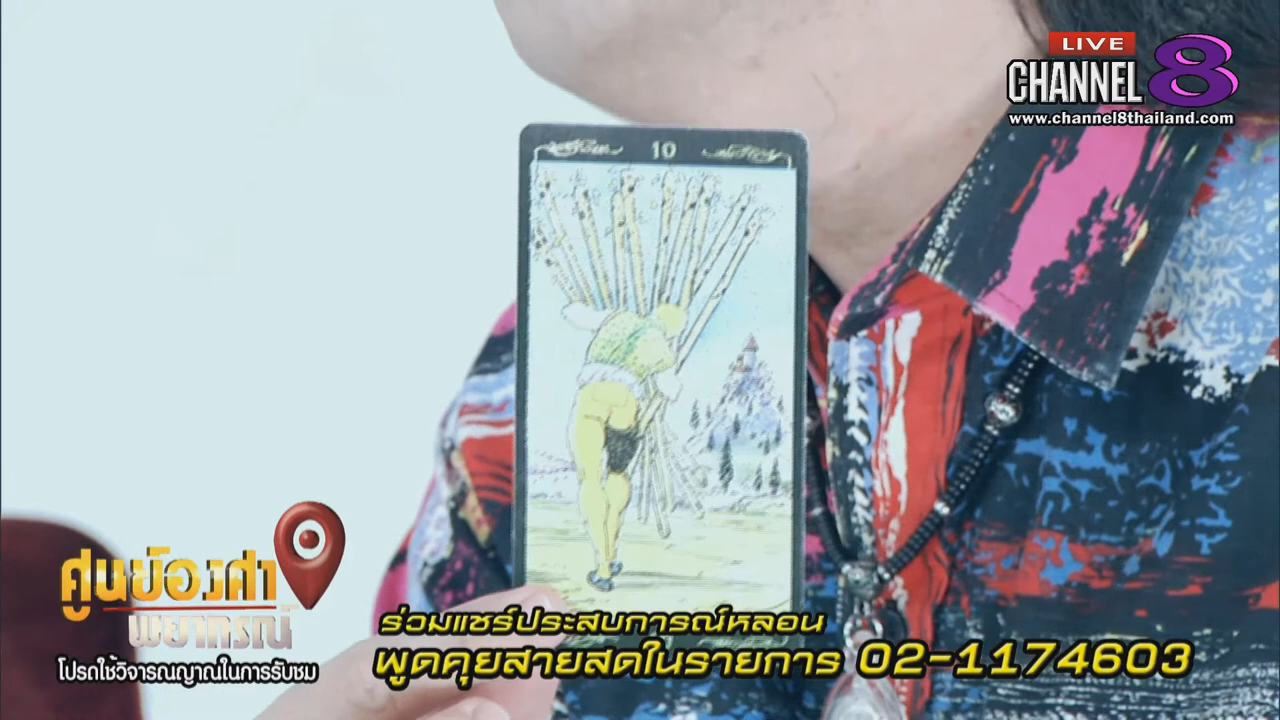 LIVE
CHANNEL 8
www.channel8thailand.com
10
ศูนย์องศา
พยากรณ์
โปรดใช้วิจารณญาณในการรับชม
ร่วมแชร์ประสบการณ์หลอน
พูดคุยสายสดในรายการ 02-1174603